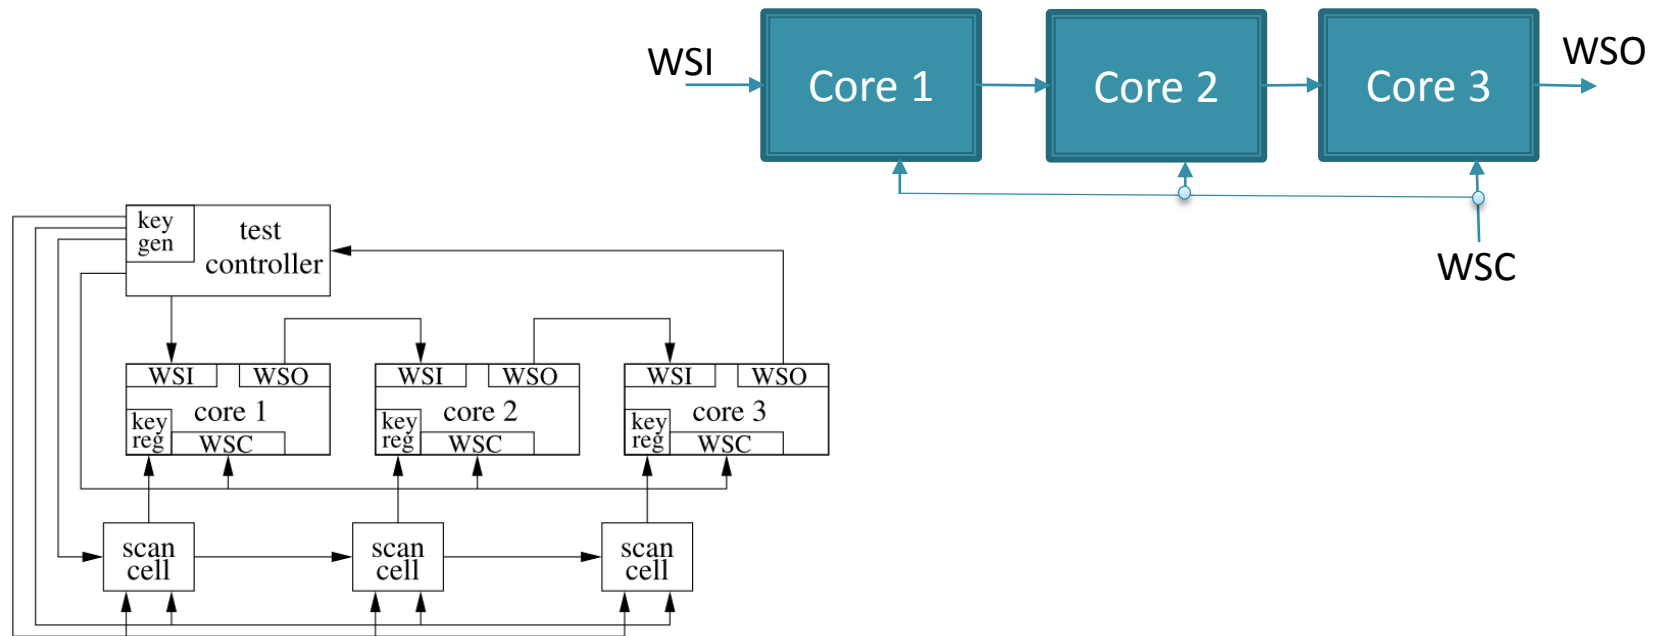 WSI
Core 1
Core 2
Core 3
WSO
WSC
key
gen
test
controller
WSI
WSO
core 1
key
reg
WSC
WSI
WSO
core 2
key
reg
WSC
WSI
WSO
core 3
key
reg
WSC
scan
cell
scan
cell
scan
cell